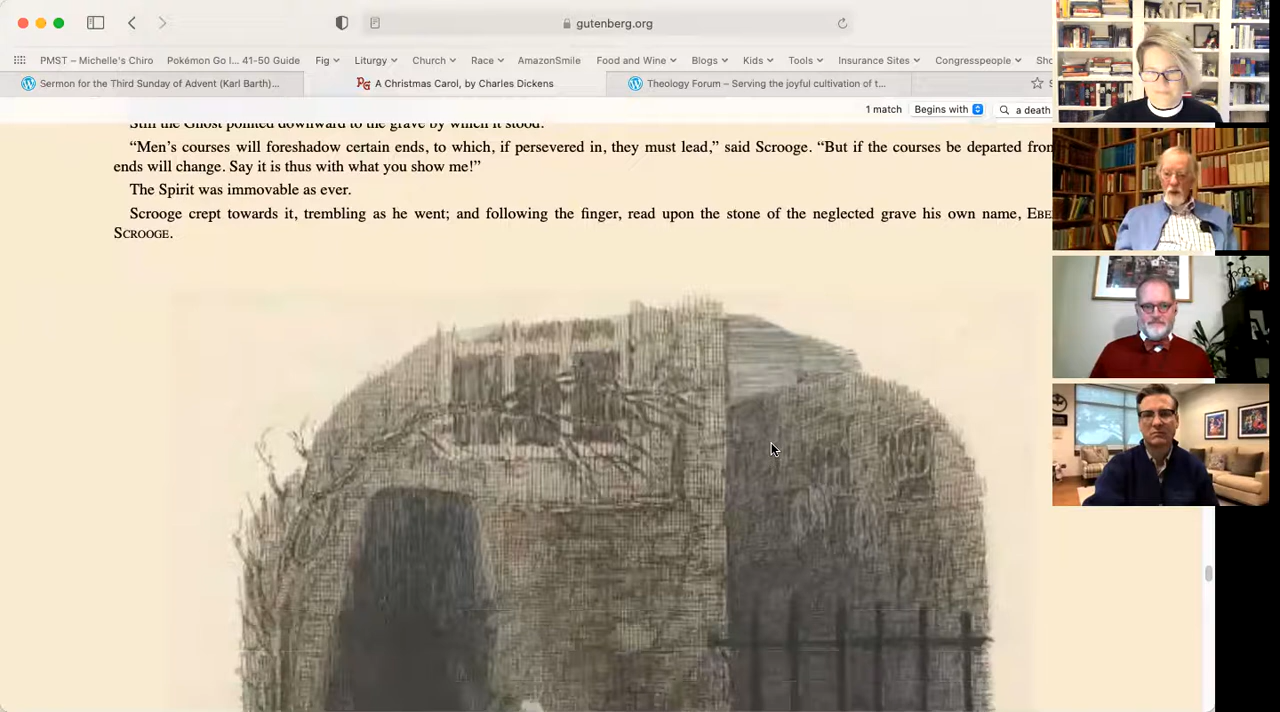 gutenberg.org
PMST – Michelle's Chiro Pokémon Go I... 41-50 Guide Fig Liturgy Church Race AmazonSmile Food and Wine Blogs Kids Tools Insurance Sites Congresspeople Sho
Sermon for the Third Sunday of Advent (Karl Barth)... A Christmas Carol, by Charles Dickens Theology Forum – Serving the joyful cultivation of t...
1 match Begins with a death
Still the Ghost pointed downward to the grave by which it stood.
“Men’s courses will foreshadow certain ends, to which, if persevered in, they must lead,” said Scrooge. “But if the courses be departed from
ends will change. Say it is thus with what you show me!”
The Spirit was immovable as ever.
Scrooge crept towards it, trembling as he went; and following the finger, read upon the stone of the neglected grave his own name, EBE
SCROOGE.